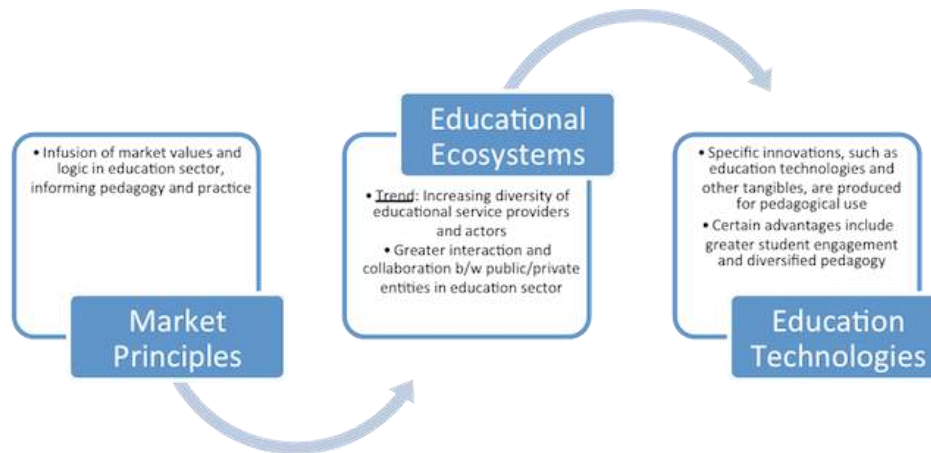 • Infusion of market values and
logic in education sector,
informing pedagogy and practice
Market
Principles
Educational
Ecosystems
• Trend: Increasing diversity of
educational service providers
and actors
• Greater interaction and
collaboration b/w public/private
entities in education sector
• Specific innovations, such as
education technologies and
other tangibles, are produced
for pedagogical use
• Certain advantages include
greater student engagement
and diversified pedagogy
Education
Technologies